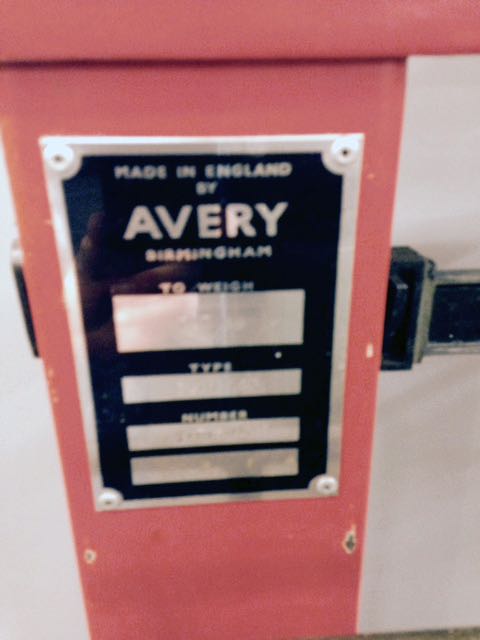 MADE IN ENGLAND
BY
AVERY
BIRMINGHAM
TO WEIGH
TYPE
NUMBER